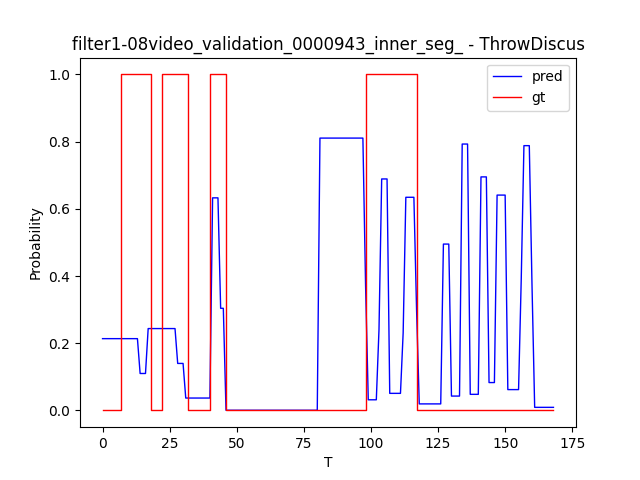 filter1-08video_validation_0000943_inner_seg_ - ThrowDiscus
pred
gt
1.0
0.8
0.6
0.4
0.2
0.0
Probability
0
25
50
75
100
125
150
175
T